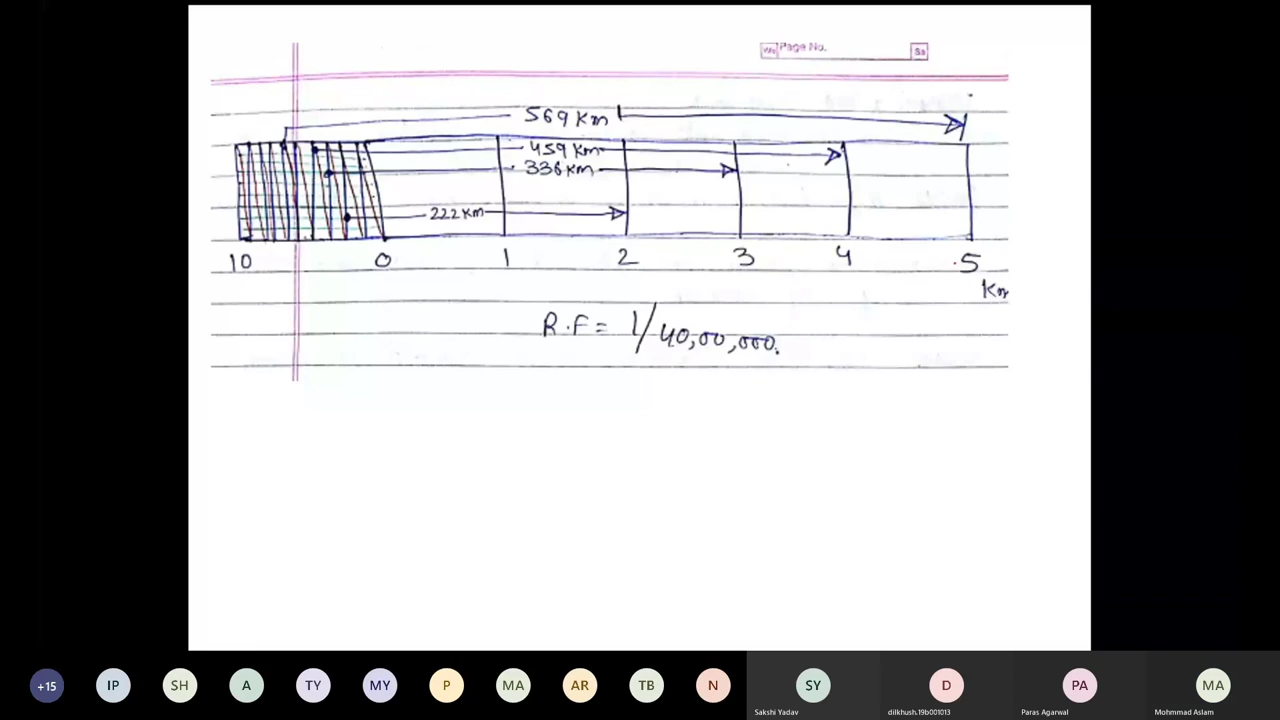 Page No.
569 Km
459 Km
336 Km
222 Km
10 0 1 2 3 4 5
Km
R.F = 1/40,00,000.
+15 IP SH A TY MY P MA AR TB N SY D PA MA
Sakshi Yadav dilkhush.19b001013 Paras Agarwal Mohmmad Aslam